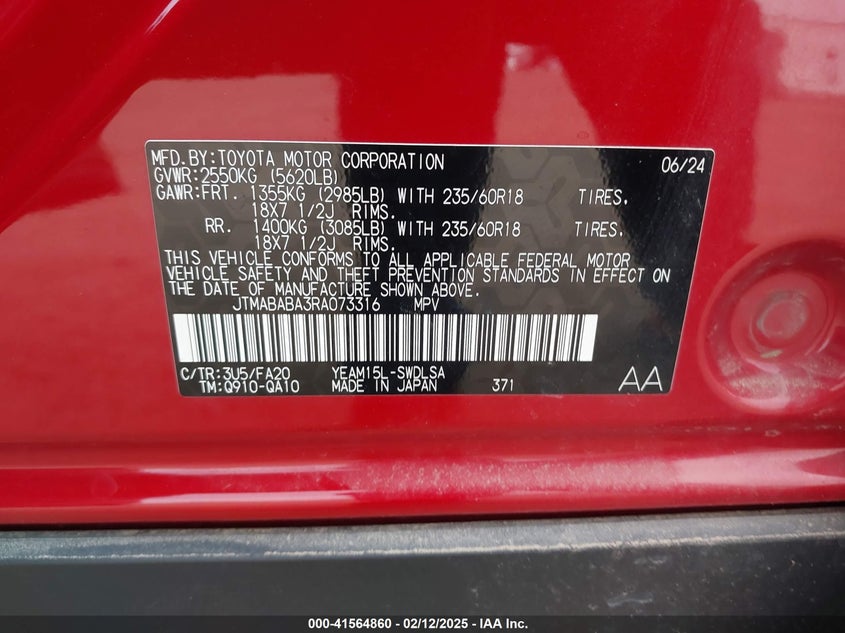 MFD.BY:TOYOTA MOTOR CORPORATION 06/24
GVWR:2550KG (5620LB)
GAWR:FRT. 1355KG (2985LB) WITH 235/60R18 TIRES.
18X7 1/2J RIMS.
RR. 1400KG (3085LB) WITH 235/60R18 TIRES.
18X7 1/2J RIMS.
THIS VEHICLE CONFORMS TO ALL APPLICABLE FEDERAL MOTOR
VEHICLE SAFETY AND THEFT PREVENTION STANDARDS IN EFFECT ON
THE DATE OF MANUFACTURE SHOWN ABOVE.
JTMABABA3RA073316 MPV
C/TR:3U5/FA20 YEAM15L-SWDLSA
TM:Q910-QA10 MADE IN JAPAN 371 AA
000-41564860 - 02/12/2025 - IAA Inc.